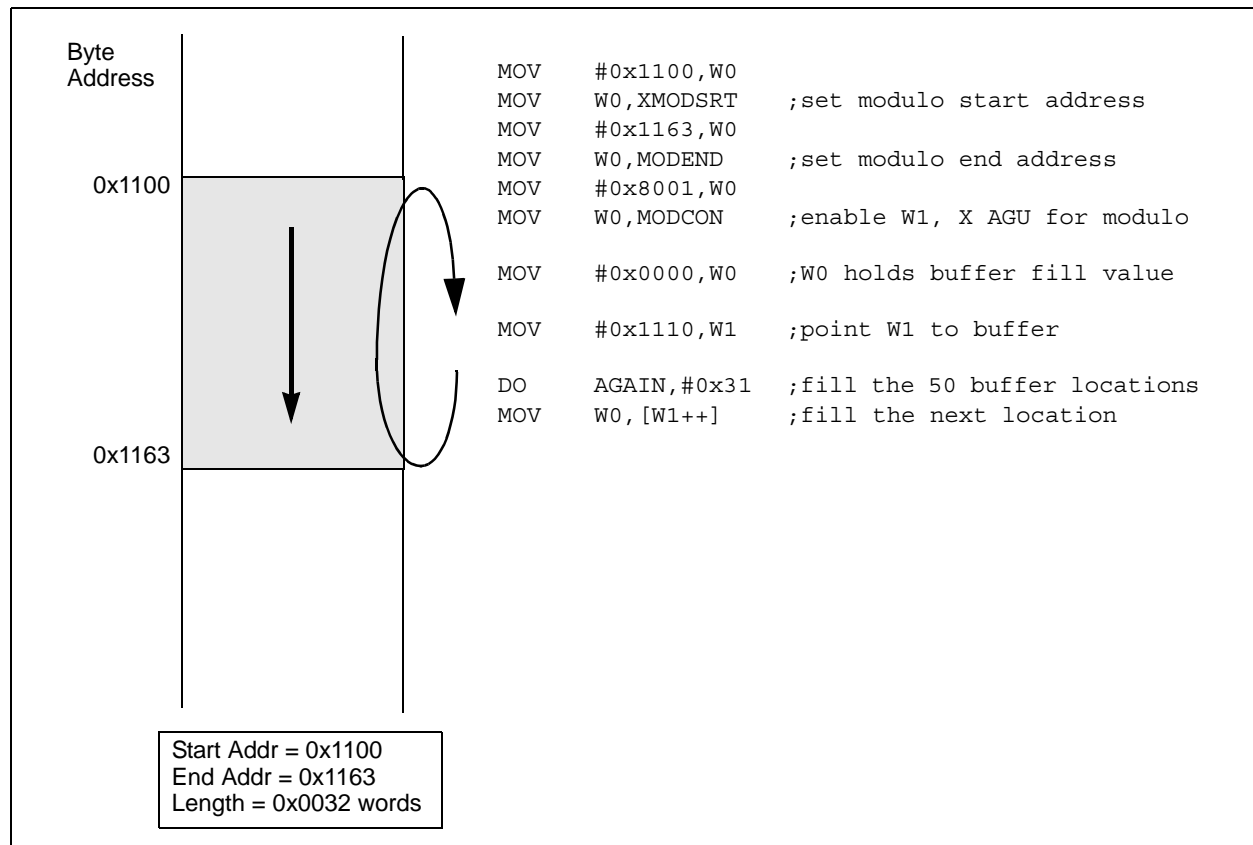 Byte
Address
0x1100
0x1163
MOV #0x1100,W0
MOV W0,XMODSRT ;set modulo start address
MOV #0x1163,W0
MOV W0,MODEND ;set modulo end address
MOV #0x8001,W0
MOV W0,MODCON ;enable W1, X AGU for modulo
MOV #0x0000,W0 ;W0 holds buffer fill value
MOV #0x1110,W1 ;point W1 to buffer
DO AGAIN,#0x31 ;fill the 50 buffer locations
MOV W0,[W1++] ;fill the next location
Start Addr = 0x1100
End Addr = 0x1163
Length = 0x0032 words